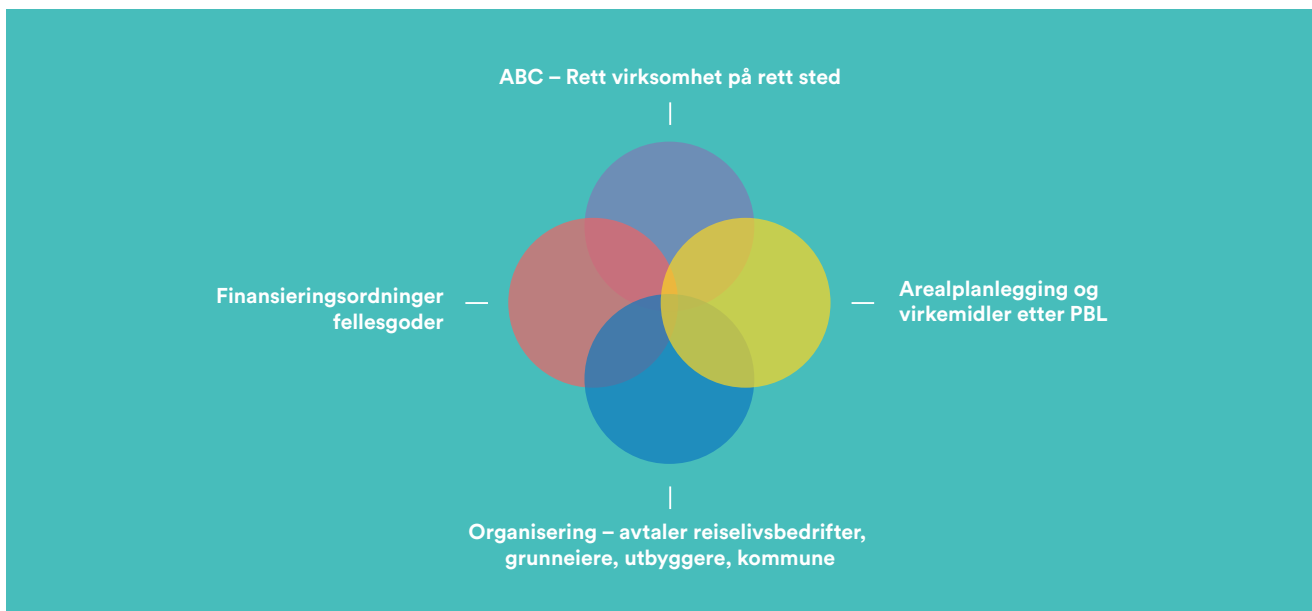 ABC – Rett virksomhet på rett sted
Finansieringsordninger
fellesgoder
Arealplanlegging og
virkemidler etter PBL
Organisering – avtaler reiselivsbedrifter,
grunneiere, utbyggere, kommune